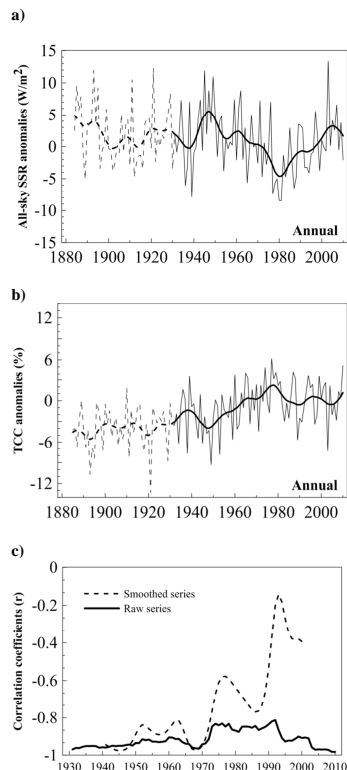 a)
All-sky SSR anomalies (W/m²)
15
10
5
0
-5
-10
-15
Annual
1880 1900 1920 1940 1960 1980 2000
b)
TCC anomalies (%)
12
6
0
-6
-12
Annual
1880 1900 1920 1940 1960 1980 2000
c)
Correlation coefficients (r)
0
-0.2
-0.4
-0.6
-0.8
-1
Smoothed series
Raw series
1930 1940 1950 1960 1970 1980 1990 2000 2010